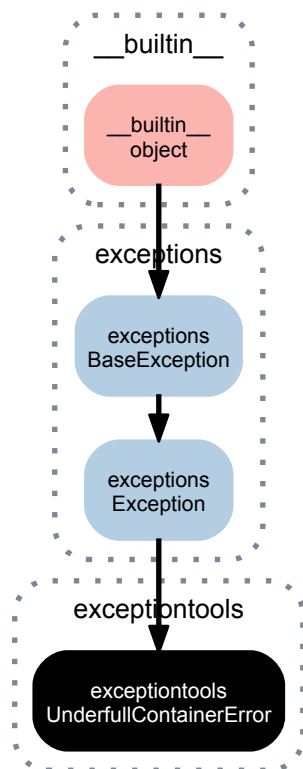 __builtin__
__builtin__
object
exceptions
exceptions
BaseException
exceptions
Exception
exceptiontools
exceptiontools
UnderfullContainerError